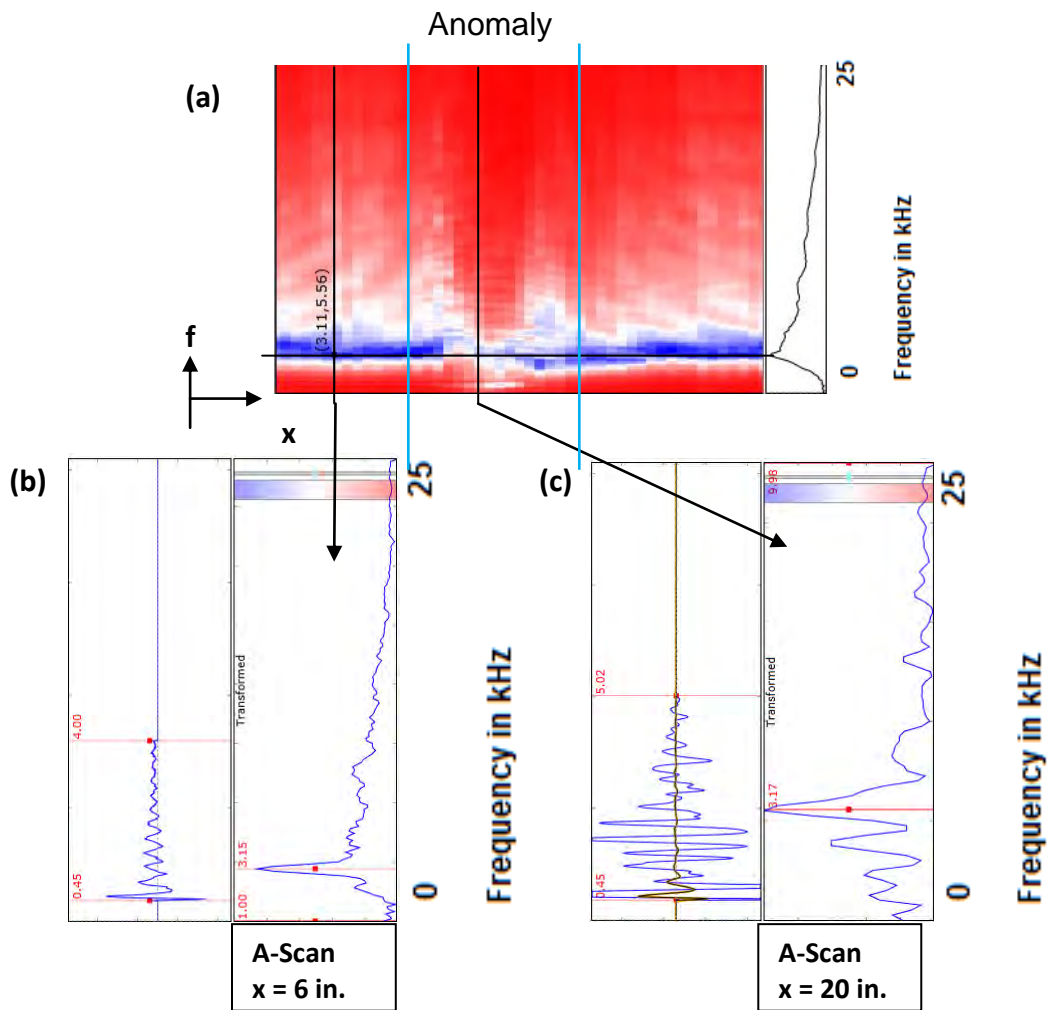 Anomaly
(a)
25
(3.11,5.56)
Frequency in kHz
0
f
x
(b)
25
4.00
Transformed
0.45
3.15
1.00
Frequency in kHz
0
A-Scan
x = 6 in.
(c)
9.98
25
5.02
Transformed
3.17
0.45
Frequency in kHz
0
A-Scan
x = 20 in.